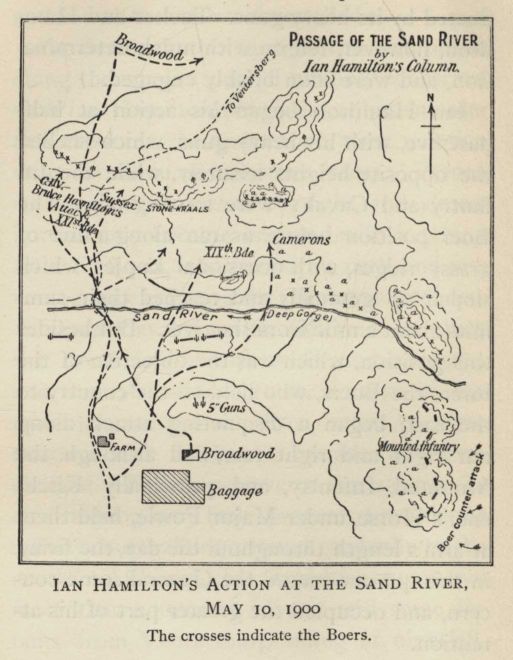 PASSAGE OF THE SAND RIVER
by
Ian Hamilton's Column.
Broadwood
To Ventersberg
C.I.V.
Bruce Hamilton's
Attack
XXIst Bde
Sussex
STONE KRAALS
XIXth Bde
Camerons
Sand River
Deep Gorge
5" Guns
FARM
Broadwood
Baggage
Mounted Infantry
Boer counter attack
IAN HAMILTON'S ACTION AT THE SAND RIVER,
MAY 10, 1900
The crosses indicate the Boers.